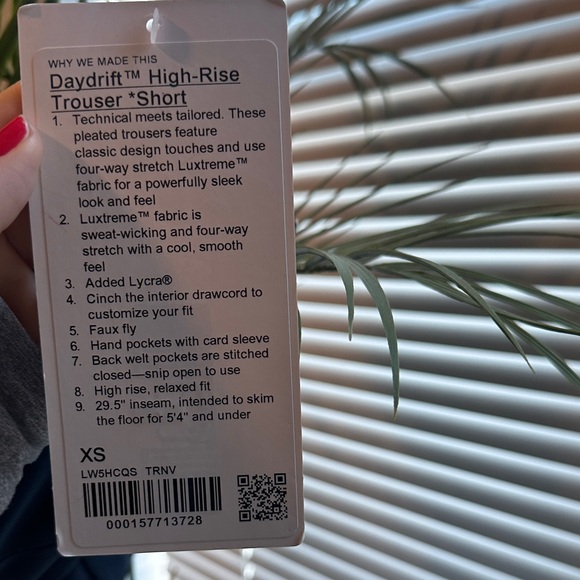 WHY WE MADE THIS
Daydrift™ High-Rise
Trouser *Short
1. Technical meets tailored. These
pleated trousers feature
classic design touches and use
four-way stretch Luxtreme™
fabric for a powerfully sleek
look and feel
2. Luxtreme™ fabric is
sweat-wicking and four-way
stretch with a cool, smooth
feel
3. Added Lycra®
4. Cinch the interior drawcord to
customize your fit
5. Faux fly
6. Hand pockets with card sleeve
7. Back welt pockets are stitched
closed—snip open to use
8. High rise, relaxed fit
9. 29.5" inseam, intended to skim
the floor for 5'4" and under
XS
LW5HCQS TRNV
000157713728